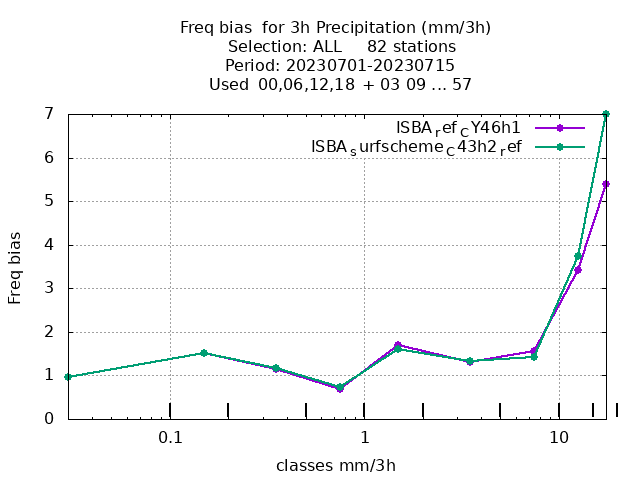 Freq bias  for 3h Precipitation (mm/3h)
Selection: ALL     82 stations
Period: 20230701-20230715
Used  00,06,12,18  + 03 09 ... 57
ISBA_ref_CY46h1
ISBA_surfscheme_C43h2_ref
7
6
5
4
3
2
1
0
Freq bias
0.1 1 10
classes mm/3h